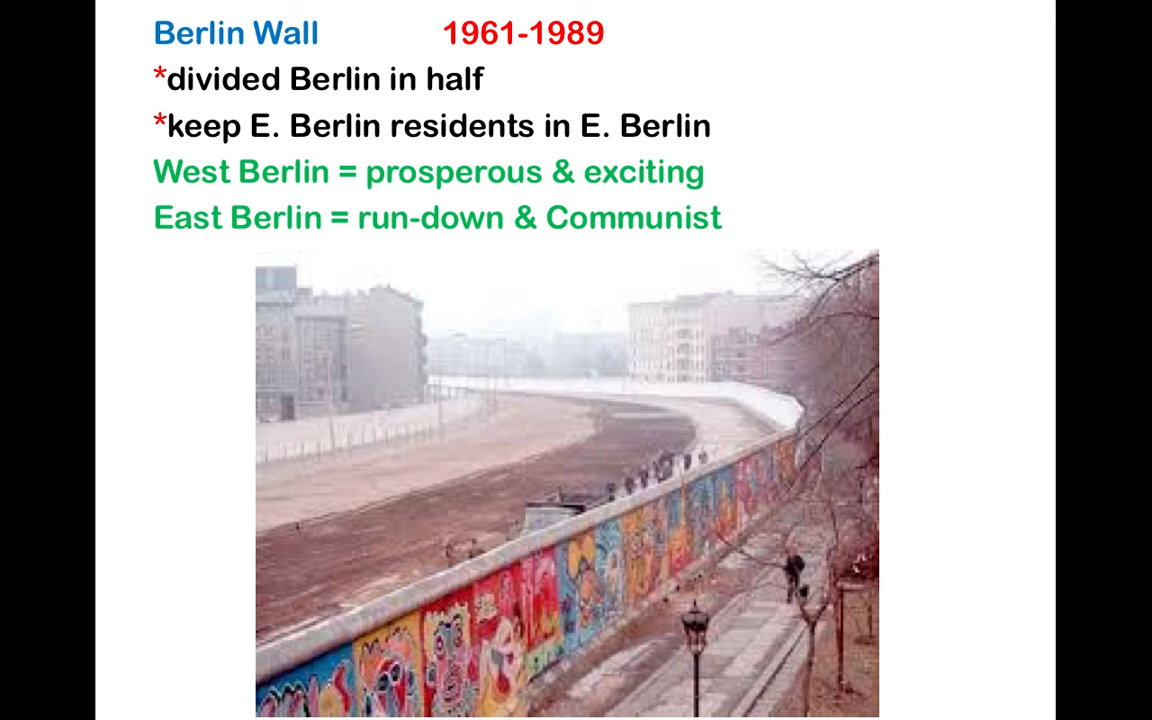 Berlin Wall 1961-1989
*divided Berlin in half
*keep E. Berlin residents in E. Berlin
West Berlin = prosperous & exciting
East Berlin = run-down & Communist